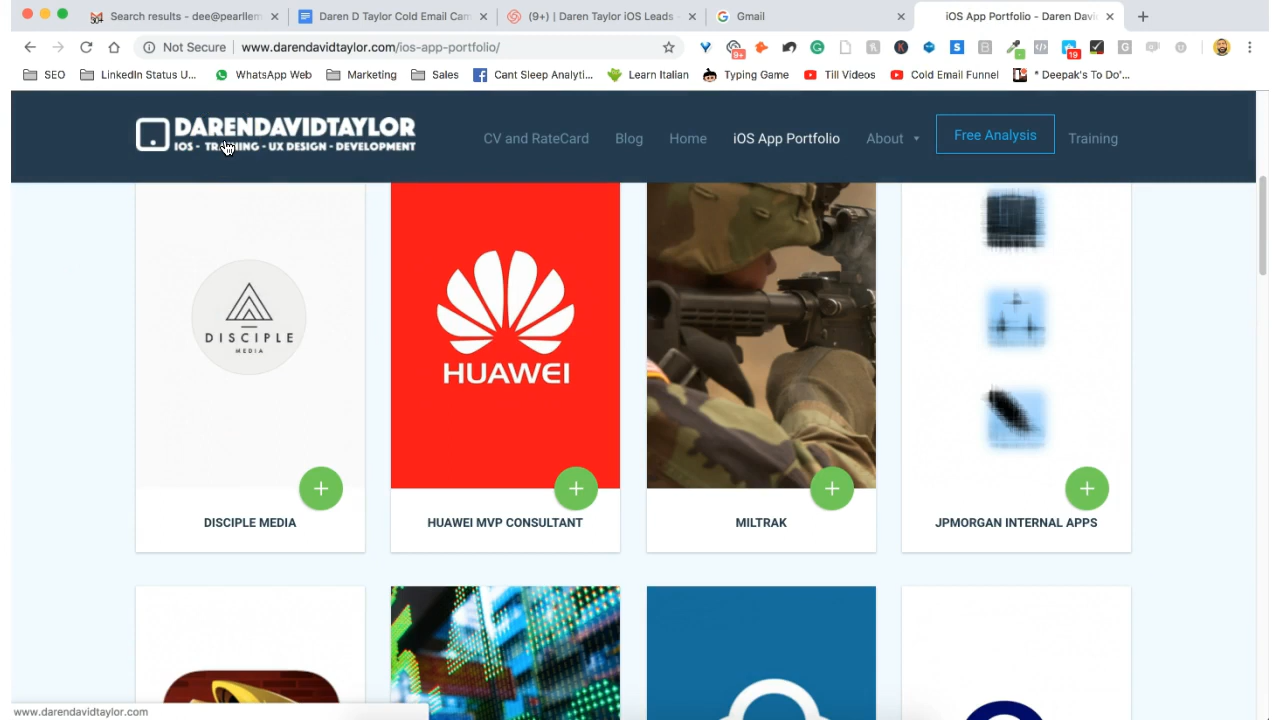 50+
Search results - dee@pearllem
Daren D Taylor Cold Email Cam
(9+) | Daren Taylor iOS Leads -
Gmail
iOS App Portfolio - Daren Davi
Not Secure
www.darendavidtaylor.com/ios-app-portfolio/
9+
19
SEO
LinkedIn Status U...
WhatsApp Web
Marketing
Sales
Cant Sleep Analyti...
Learn Italian
Typing Game
Till Videos
Cold Email Funnel
* Deepak's To Do'...
DARENDAVIDTAYLOR
IOS - TRAINING - UX DESIGN - DEVELOPMENT
CV and RateCard
Blog
Home
iOS App Portfolio
About
Free Analysis
Training
DISCIPLE
MEDIA
HUAWEI
DISCIPLE MEDIA
HUAWEI MVP CONSULTANT
MILTRAK
JPMORGAN INTERNAL APPS
www.darendavidtaylor.com